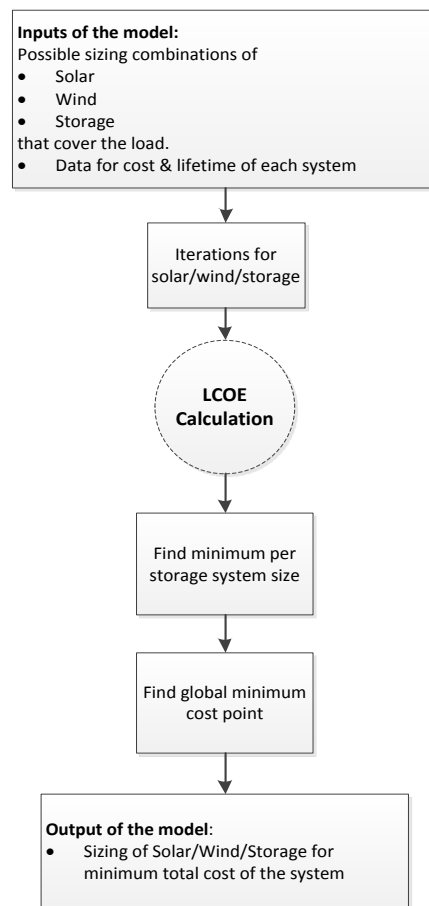 Inputs of the model:
Possible sizing combinations of
• Solar
• Wind
• Storage
that cover the load.
• Data for cost & lifetime of each system
Iterations for
solar/wind/storage
LCOE
Calculation
Find minimum per
storage system size
Find global minimum
cost point
Output of the model:
• Sizing of Solar/Wind/Storage for
minimum total cost of the system